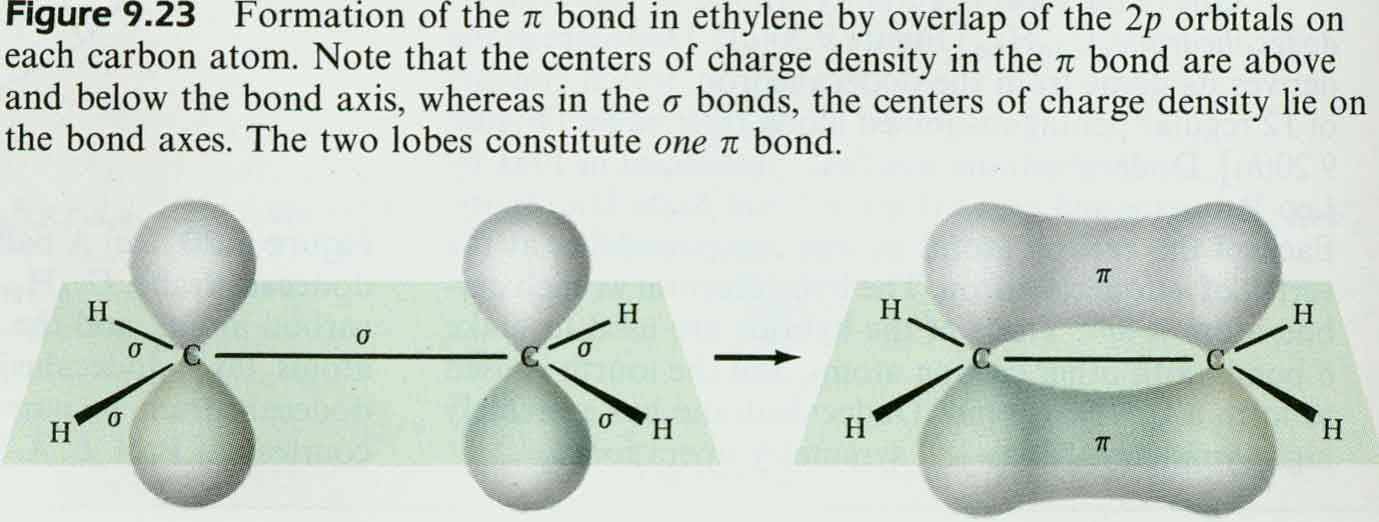 Figure 9.23 Formation of the π bond in ethylene by overlap of the 2p orbitals on
each carbon atom. Note that the centers of charge density in the π bond are above
and below the bond axis, whereas in the σ bonds, the centers of charge density lie on
the bond axes. The two lobes constitute one π bond.
π
H H H H
σ σ σ
C C C C
σ σ
H H H H
π